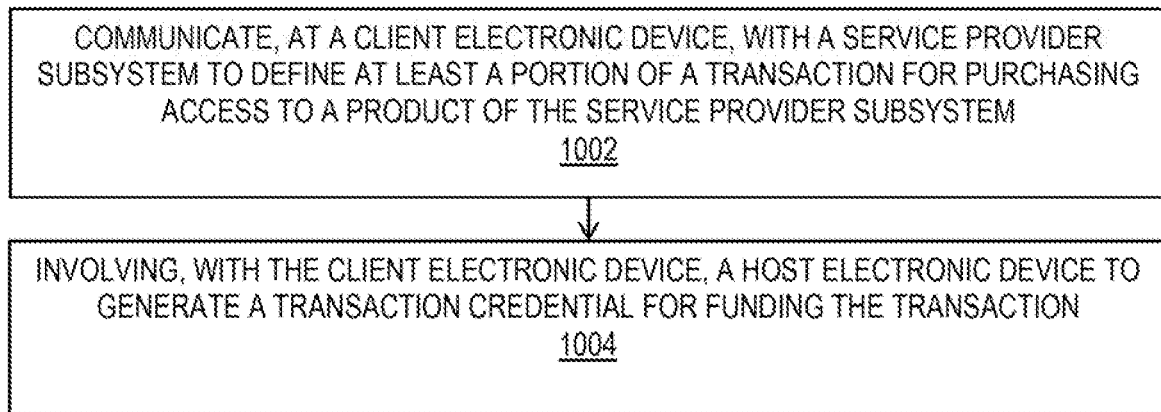 COMMUNICATE, AT A CLIENT ELECTRONIC DEVICE, WITH A SERVICE PROVIDER
SUBSYSTEM TO DEFINE AT LEAST A PORTION OF A TRANSACTION FOR PURCHASING
ACCESS TO A PRODUCT OF THE SERVICE PROVIDER SUBSYSTEM
1002
INVOLVING, WITH THE CLIENT ELECTRONIC DEVICE, A HOST ELECTRONIC DEVICE TO
GENERATE A TRANSACTION CREDENTIAL FOR FUNDING THE TRANSACTION
1004